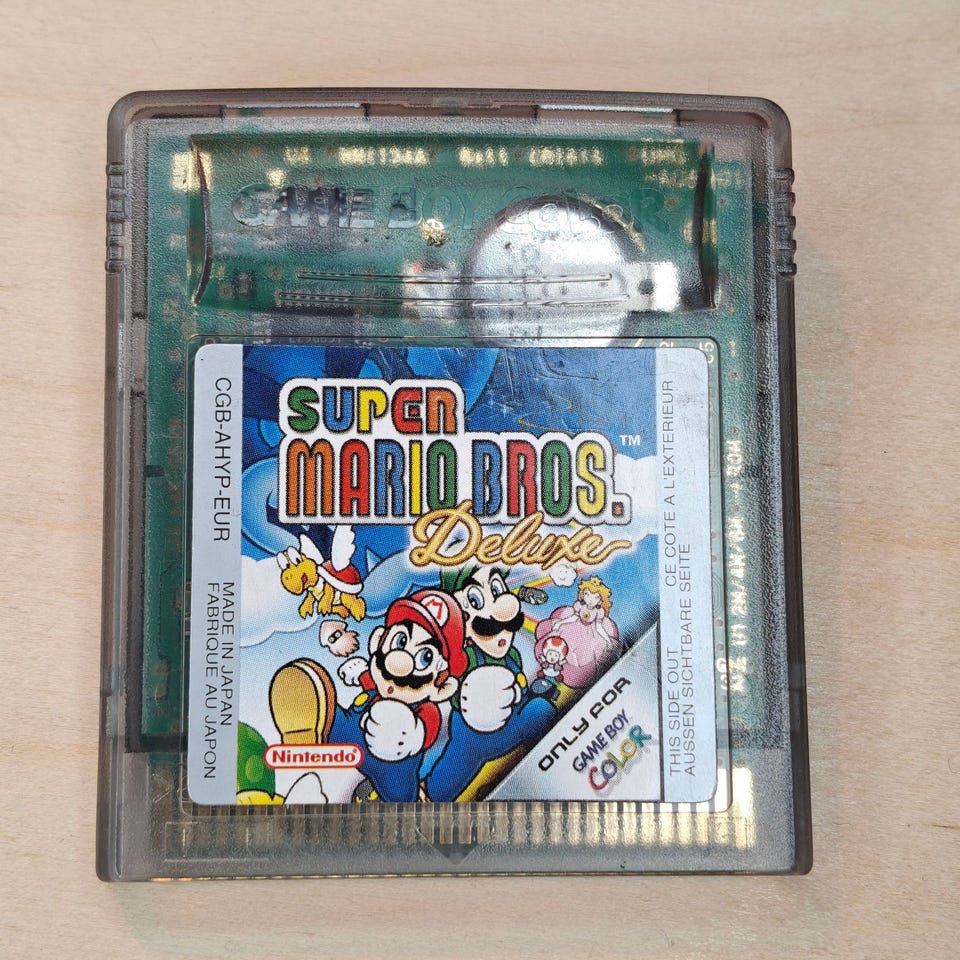 GAME BOY COLOR
SUPER
MARIO BROS.™
Deluxe
CGB-AHYP-EUR
MADE IN JAPAN
FABRIQUE AU JAPON
M
Nintendo
ONLY FOR
GAME BOY
COLOR
THIS SIDE OUT CE COTE A L'EXTERIEUR
AUSSEN SICHTBARE SEITE